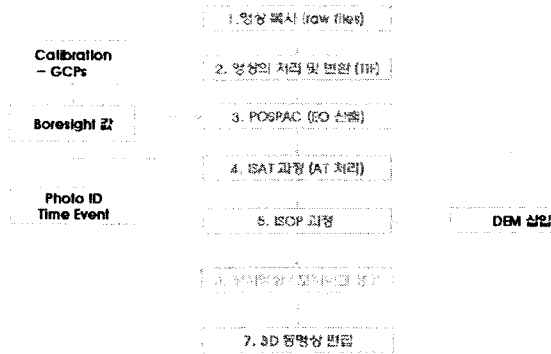 1. 영상 복사 (raw files)
Calibration
– GCPs
2. 영상의 처리 및 변환 (TIF)
Boresight 값
3. POSPAC (EO 산출)
4. ISAT 과정 (AT 처리)
Photo ID
Time Event
5. ISOP 과정
DEM 삽입
7. 3D 동영상 편집